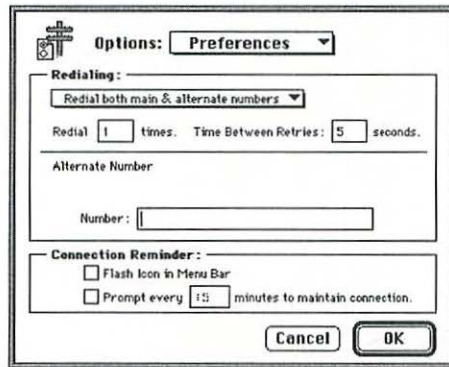 Options: Preferences
Redialing:
Redial both main & alternate numbers
Redial 1 times. Time Between Retries: 5 seconds.
Alternate Number
Number:
Connection Reminder:
Flash Icon in Menu Bar
Prompt every 15 minutes to maintain connection.
Cancel OK